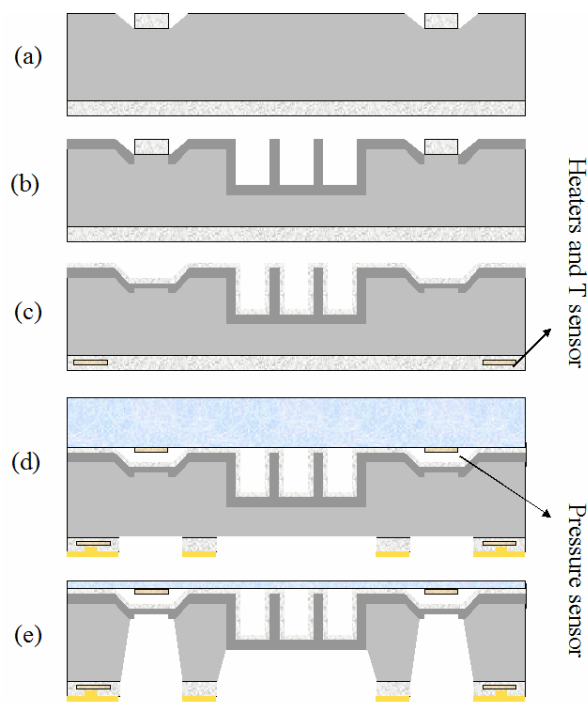 (a)
(b)
(c)
(d)
(e)
Heaters and T sensor
Pressure sensor